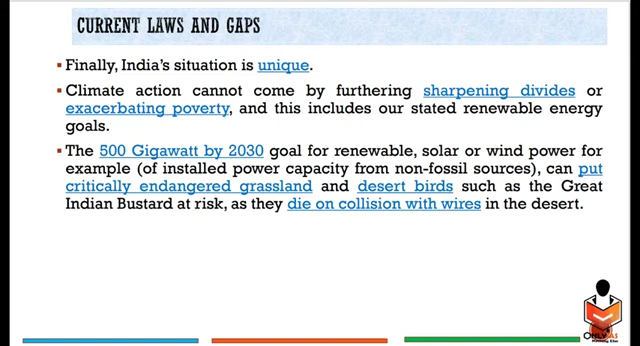 CURRENT LAWS AND GAPS
▪ Finally, India's situation is unique.
▪ Climate action cannot come by furthering sharpening divides or
exacerbating poverty, and this includes our stated renewable energy
goals.
▪ The 500 Gigawatt by 2030 goal for renewable, solar or wind power for
example (of installed power capacity from non-fossil sources), can put
critically endangered grassland and desert birds such as the Great
Indian Bustard at risk, as they die on collision with wires in the desert.